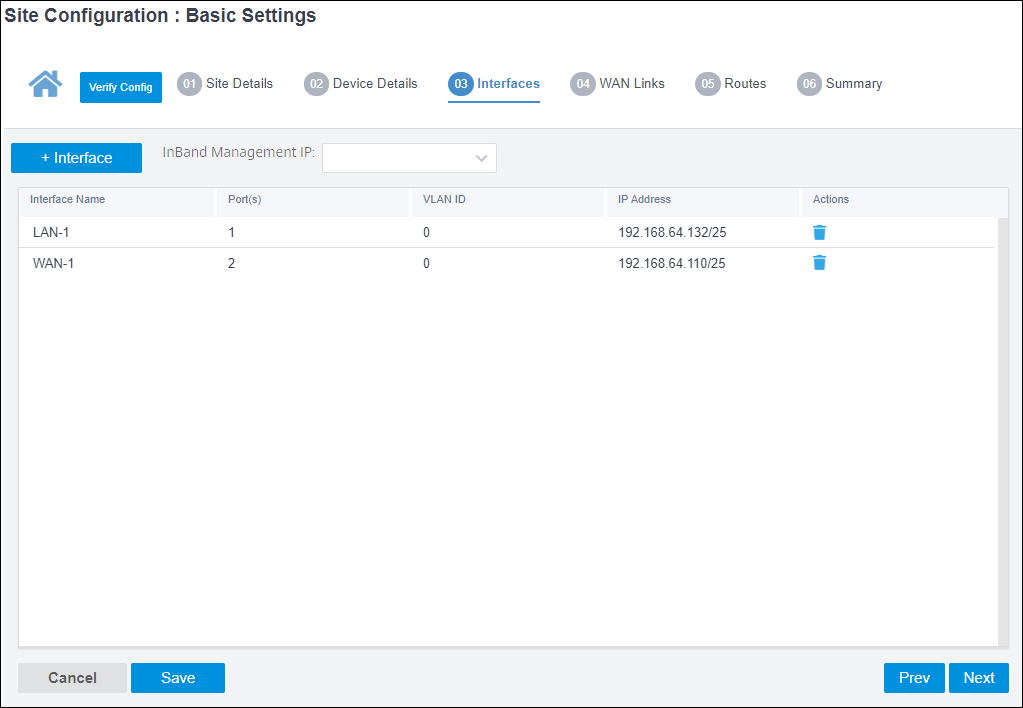 Site Configuration : Basic Settings
Verify Config
01 Site Details
02 Device Details
03 Interfaces
04 WAN Links
05 Routes
06 Summary
+ Interface
InBand Management IP:
Interface Name Port(s) VLAN ID IP Address Actions
LAN-1 1 0 192.168.64.132/25
WAN-1 2 0 192.168.64.110/25
Cancel Save Prev Next